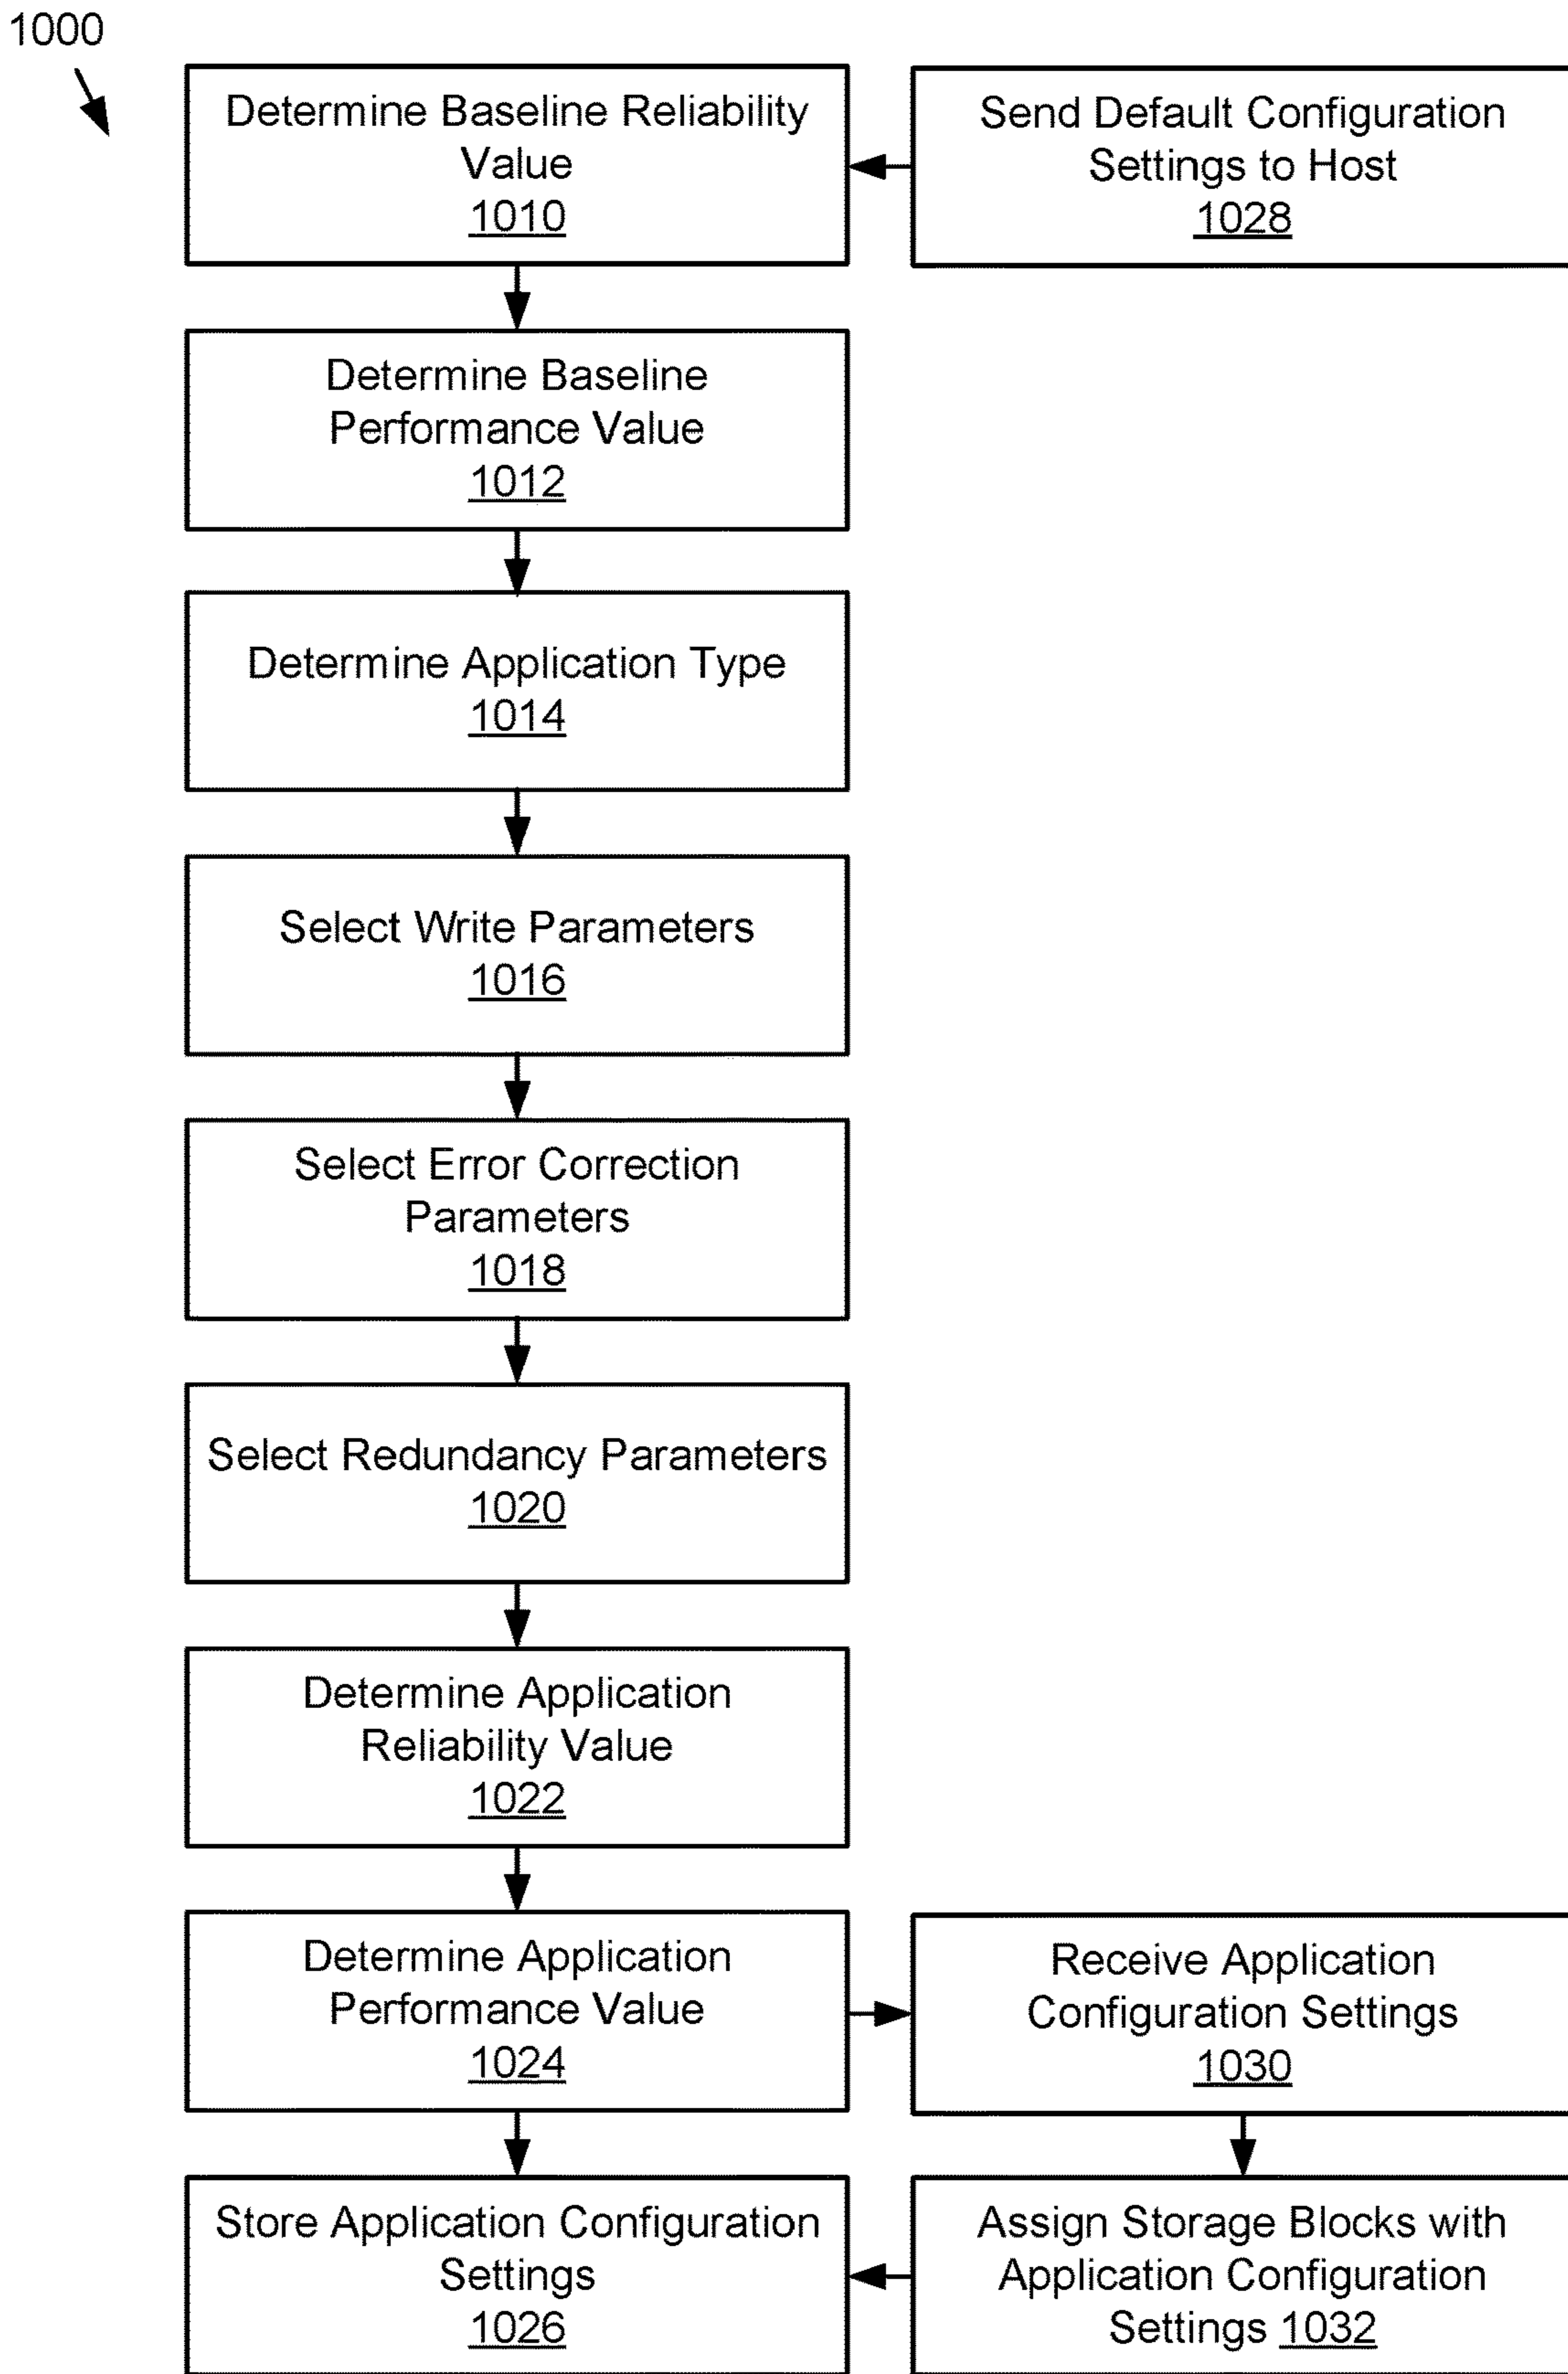 1000
Determine Baseline Reliability
Value
1010
Send Default Configuration
Settings to Host
1028
Determine Baseline
Performance Value
1012
Determine Application Type
1014
Select Write Parameters
1016
Select Error Correction
Parameters
1018
Select Redundancy Parameters
1020
Determine Application
Reliability Value
1022
Determine Application
Performance Value
1024
Receive Application
Configuration Settings
1030
Store Application Configuration
Settings
1026
Assign Storage Blocks with
Application Configuration
Settings 1032